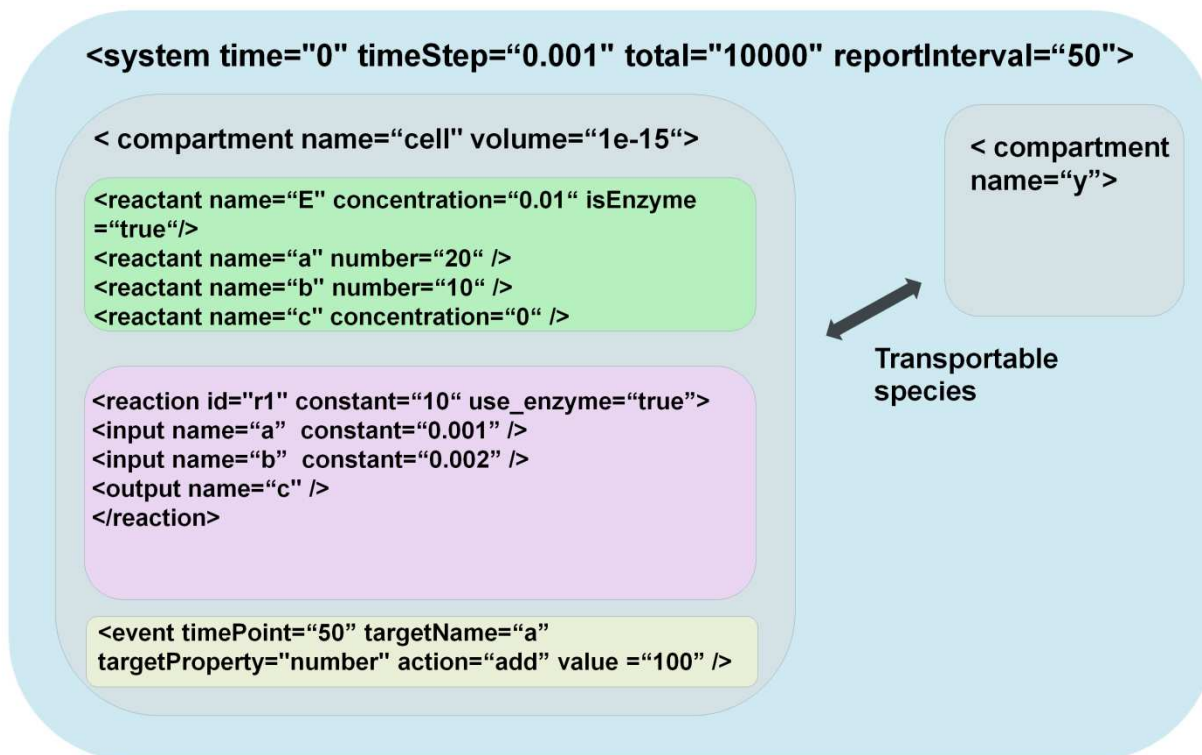 <system time="0" timeStep=“0.001" total="10000" reportInterval=“50">
< compartment name=“cell" volume=“1e-15“>
<reactant name=“E" concentration=“0.01“ isEnzyme
=“true“/>
<reactant name=“a" number=“20“ />
<reactant name=“b" number=“10“ />
<reactant name=“c" concentration=“0“ />
<reaction id="r1" constant=“10“ use_enzyme=“true”>
<input name=“a”  constant=“0.001” />
<input name=“b”  constant=“0.002” />
<output name=“c" />
</reaction>
<event timePoint=“50” targetName=“a”
targetProperty="number" action=“add” value =“100” />
< compartment
name=“y”>
Transportable
species